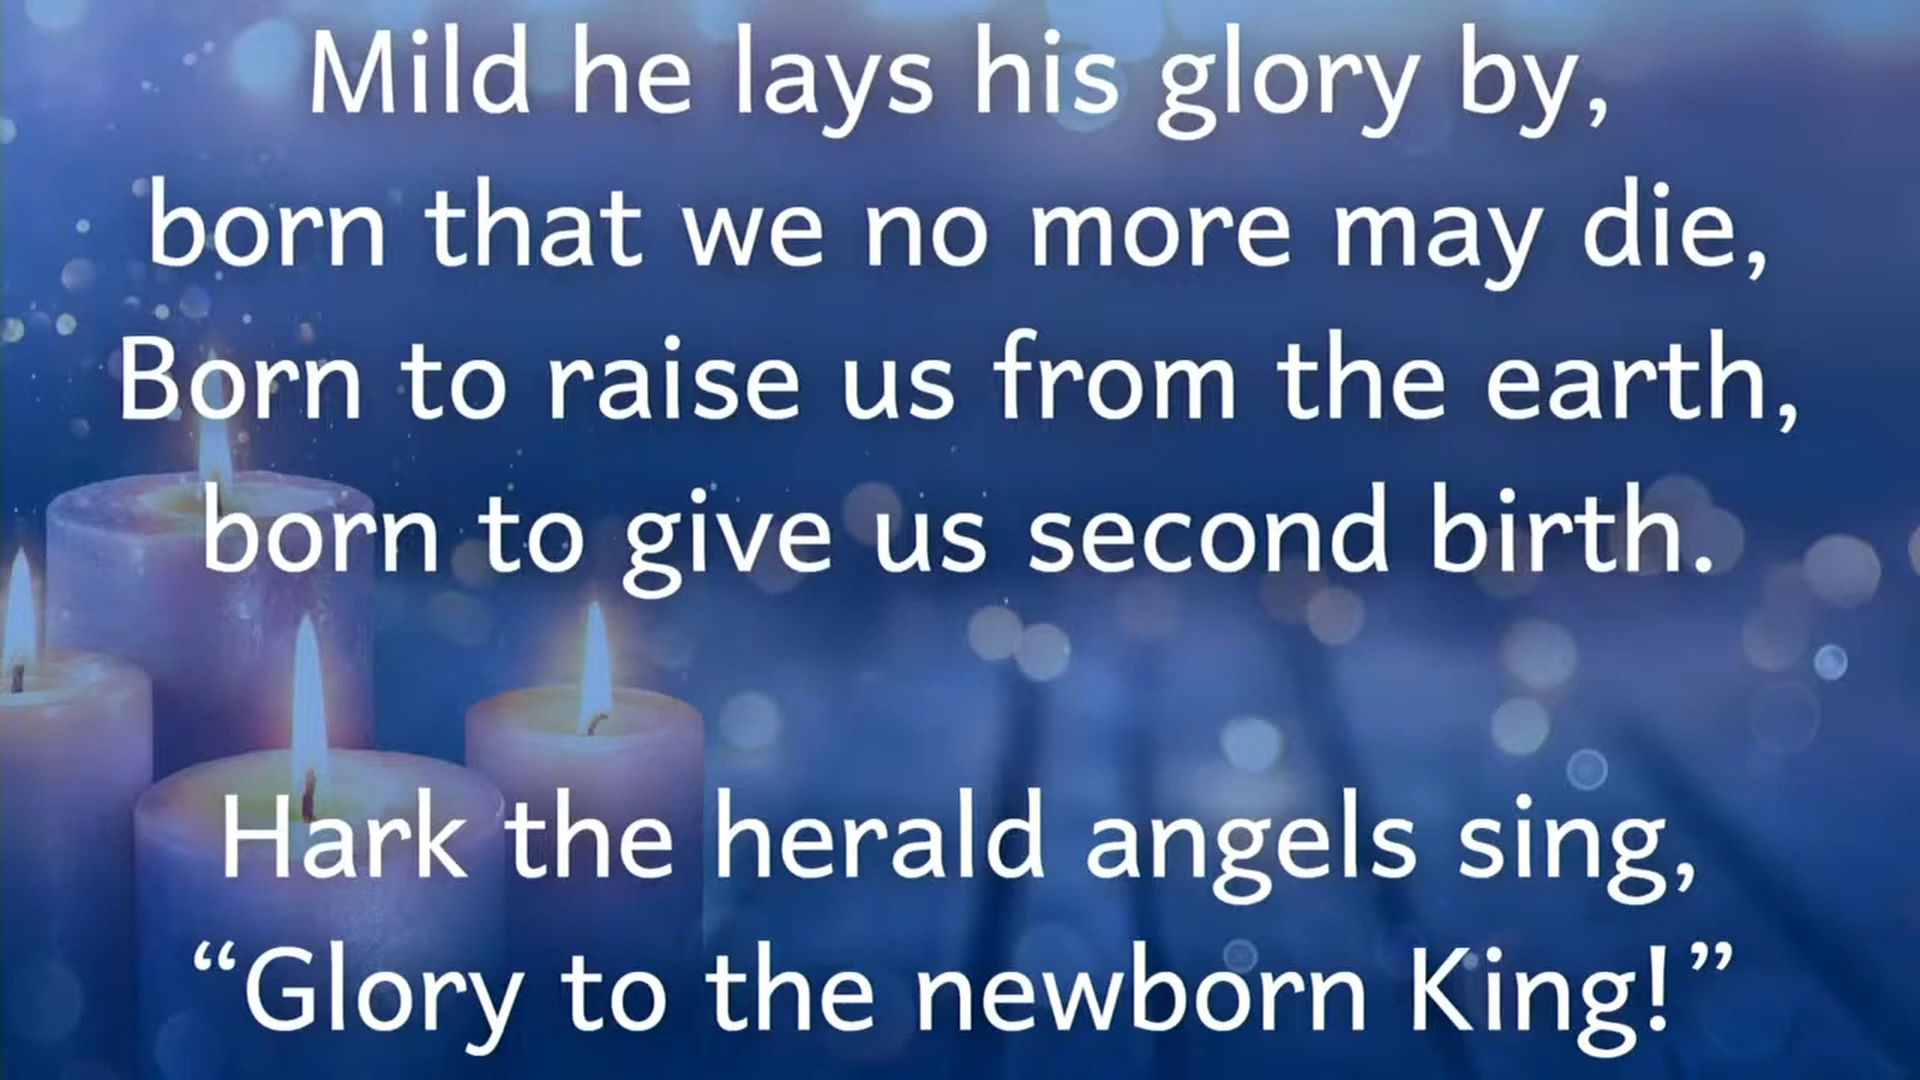 Mild he lays his glory by,
born that we no more may die,
Born to raise us from the earth,
born to give us second birth.
Hark the herald angels sing,
“Glory to the newborn King!”